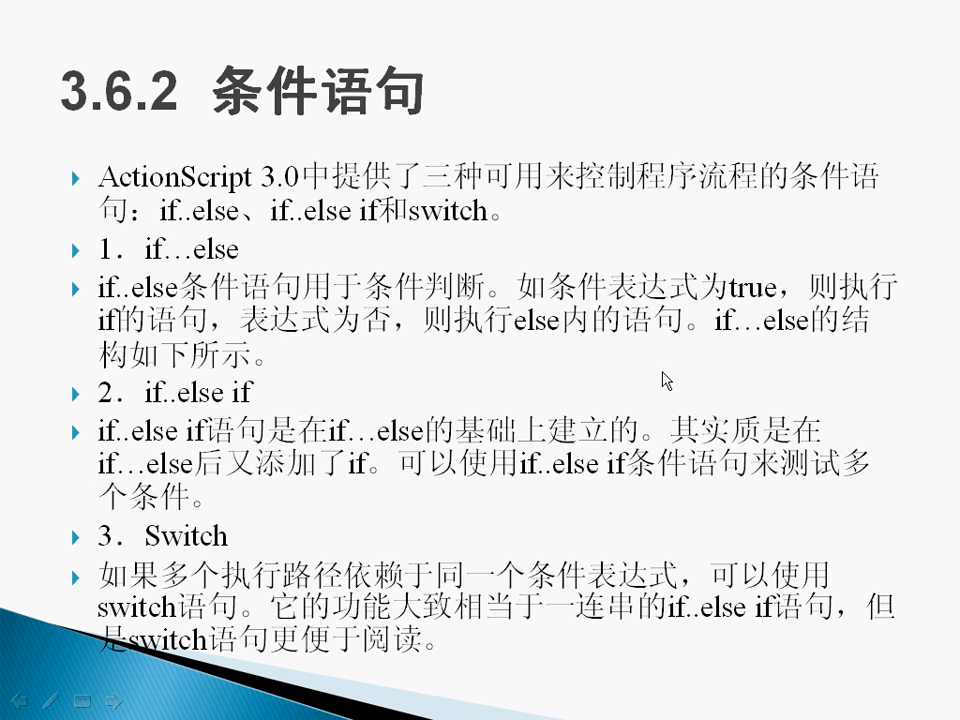 3.6.2 条件语句
ActionScript 3.0中提供了三种可用来控制程序流程的条件语
句：if..else、if..else if和switch。
1．if…else
if..else条件语句用于条件判断。如条件表达式为true，则执行
if的语句，表达式为否，则执行else内的语句。if…else的结
构如下所示。
2．if..else if
if..else if语句是在if…else的基础上建立的。其实质是在
if…else后又添加了if。可以使用if..else if条件语句来测试多
个条件。
3．Switch
如果多个执行路径依赖于同一个条件表达式，可以使用
switch语句。它的功能大致相当于一连串的if..else if语句，但
是switch语句更便于阅读。